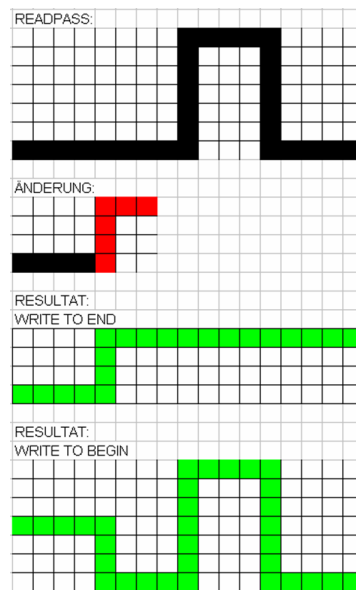 READPASS:
ÄNDERUNG:
RESULTAT:
WRITE TO END
RESULTAT:
WRITE TO BEGIN